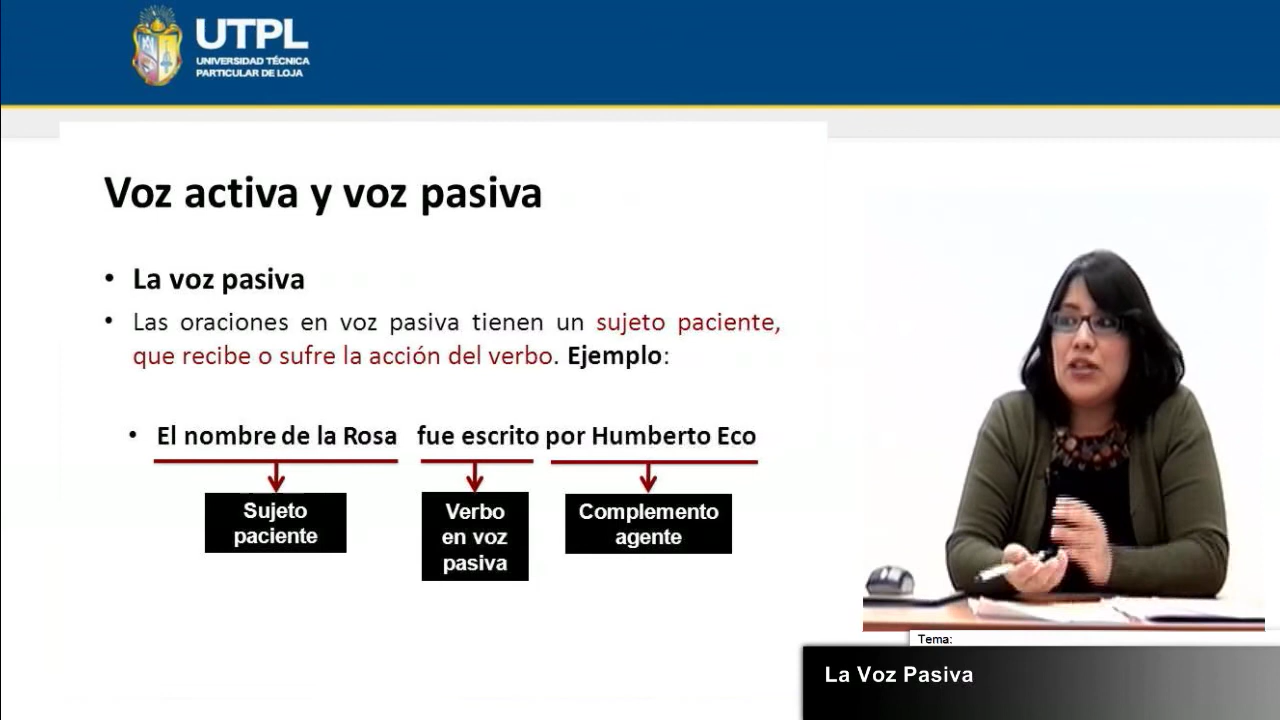 UTPL
UNIVERSIDAD TÉCNICA
PARTICULAR DE LOJA
Voz activa y voz pasiva
• La voz pasiva
• Las oraciones en voz pasiva tienen un sujeto paciente,
que recibe o sufre la acción del verbo. Ejemplo:
• El nombre de la Rosa fue escrito por Humberto Eco
Sujeto
paciente
Verbo
en voz
pasiva
Complemento
agente
Tema:
La Voz Pasiva